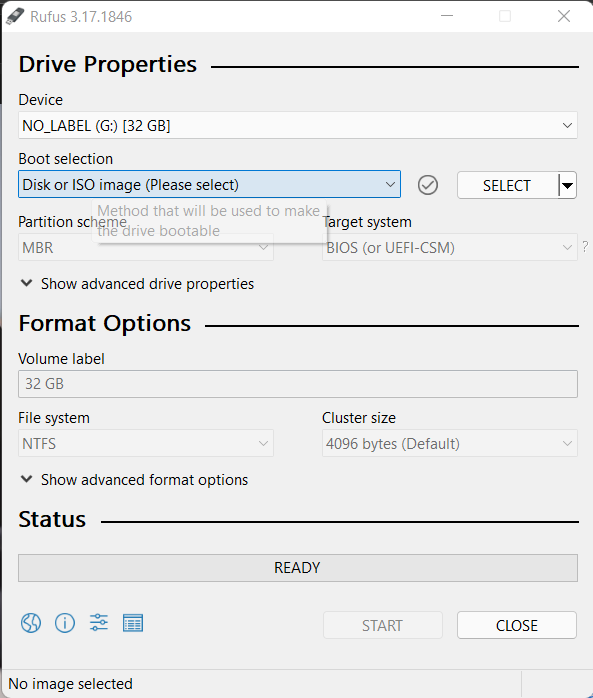 Rufus 3.17.1846
Drive Properties
Device
NO_LABEL (G:) [32 GB]
Boot selection
Disk or ISO image (Please select)
SELECT
Method that will be used to make
the drive bootable
Partition scheme
Target system
MBR
BIOS (or UEFI-CSM)
?
Show advanced drive properties
Format Options
Volume label
32 GB
File system
Cluster size
NTFS
4096 bytes (Default)
Show advanced format options
Status
READY
START
CLOSE
No image selected